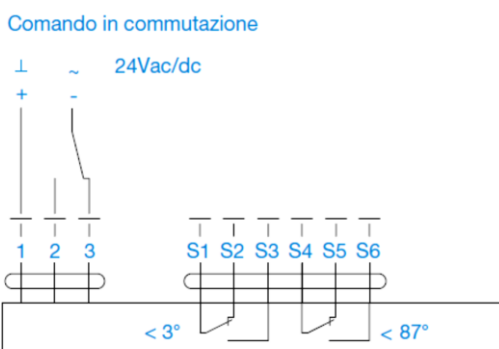 Comando in commutazione
⊥ ~ 24Vac/dc
+ -
1 2 3 S1 S2 S3 S4 S5 S6
< 3° < 87°